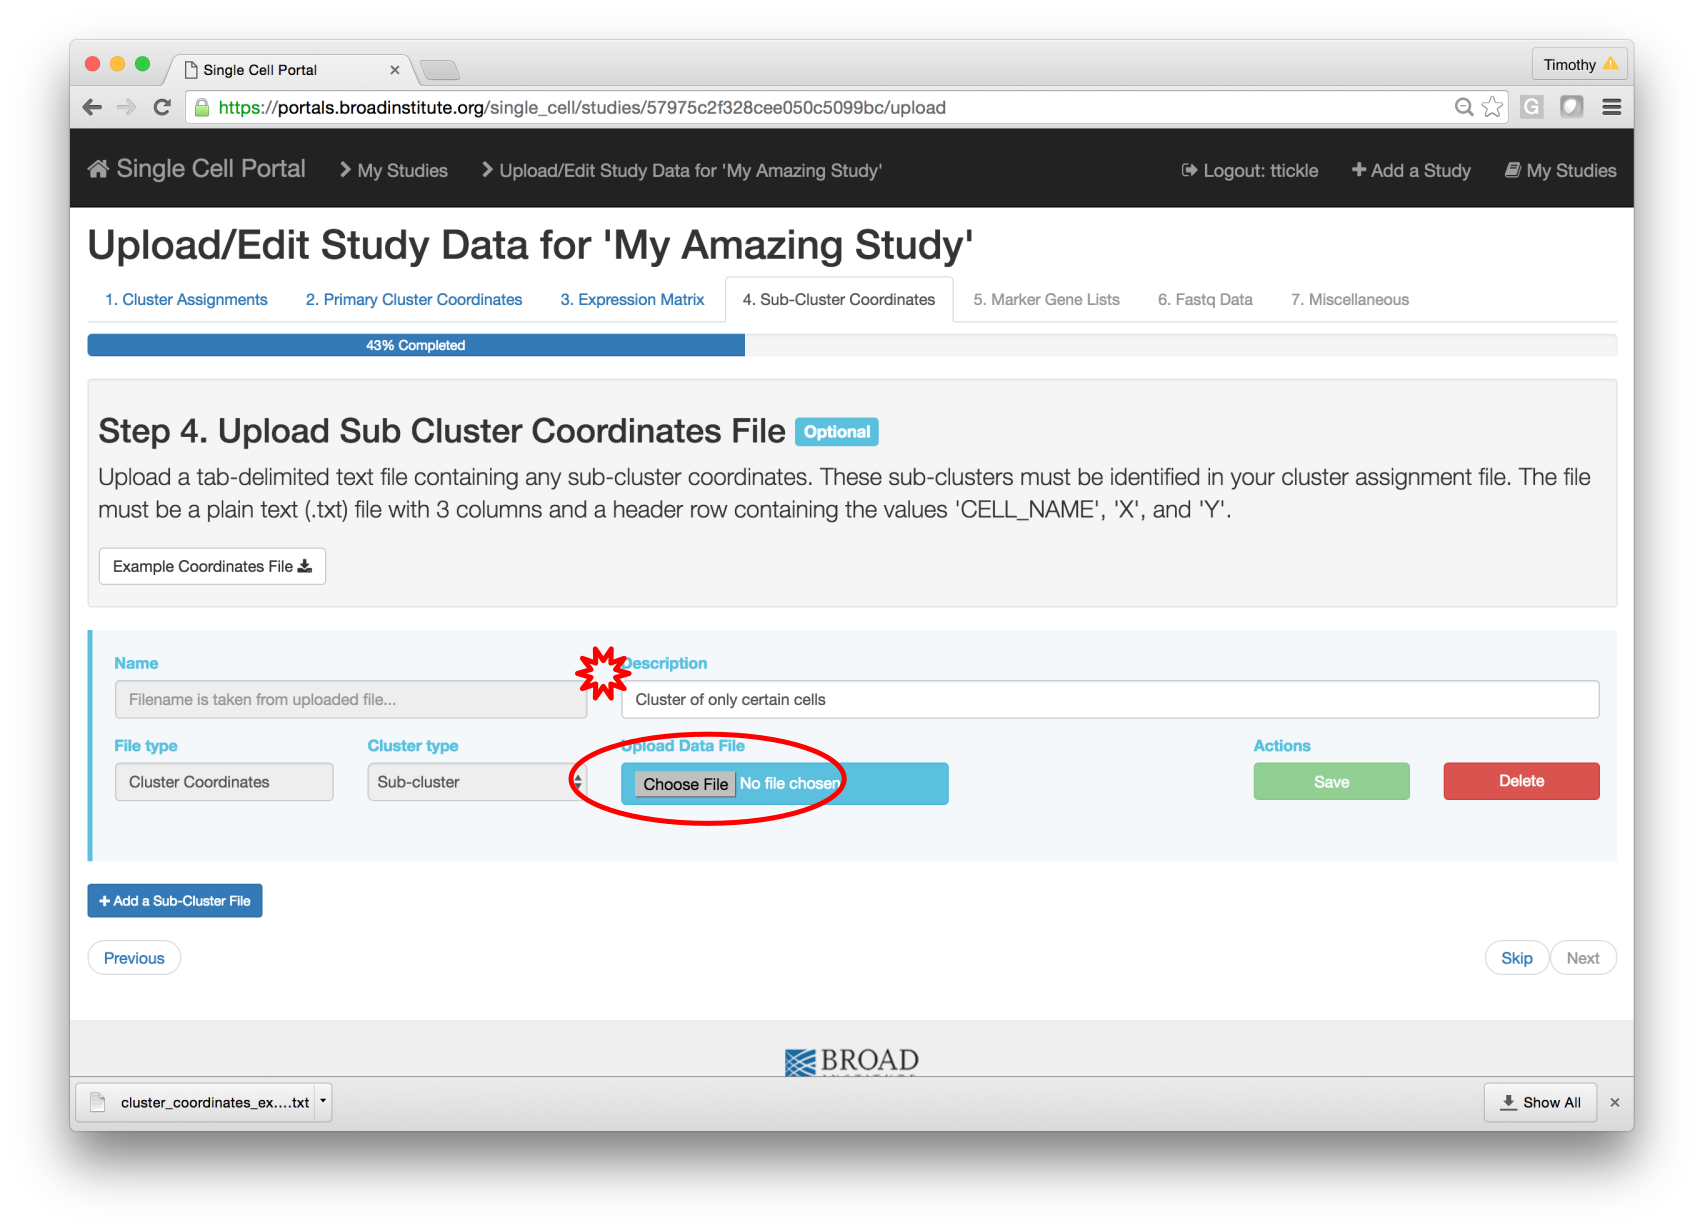 Single Cell Portal
Timothy
https://portals.broadinstitute.org/single_cell/studies/57975c2f328cee050c5099bc/upload
G
Single Cell Portal
My Studies
Upload/Edit Study Data for 'My Amazing Study'
Logout: ttickle
Add a Study
My Studies
Upload/Edit Study Data for 'My Amazing Study'
1. Cluster Assignments
2. Primary Cluster Coordinates
3. Expression Matrix
4. Sub-Cluster Coordinates
5. Marker Gene Lists
6. Fastq Data
7. Miscellaneous
43% Completed
Step 4. Upload Sub Cluster Coordinates File Optional
Upload a tab-delimited text file containing any sub-cluster coordinates. These sub-clusters must be identified in your cluster assignment file. The file
must be a plain text (.txt) file with 3 columns and a header row containing the values 'CELL_NAME', 'X', and 'Y'.
Example Coordinates File
Name
Description
Filename is taken from uploaded file...
Cluster of only certain cells
File type
Cluster type
Upload Data File
Actions
Cluster Coordinates
Sub-cluster
Choose File No file chosen
Save
Delete
+ Add a Sub-Cluster File
Previous
Skip
Next
BROAD
cluster_coordinates_ex....txt
Show All